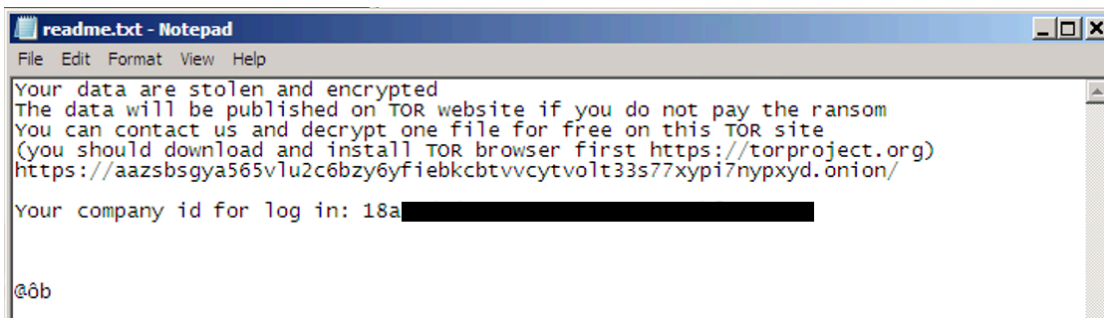 readme.txt - Notepad
File Edit Format View Help
Your data are stolen and encrypted
The data will be published on TOR website if you do not pay the ransom
You can contact us and decrypt one file for free on this TOR site
(you should download and install TOR browser first https://torproject.org)
https://aazsbsgya565vlu2c6bzy6yfiebkcbtvvcytvolt33s77xypi7nypxyd.onion/
Your company id for log in: 18a
@ôb